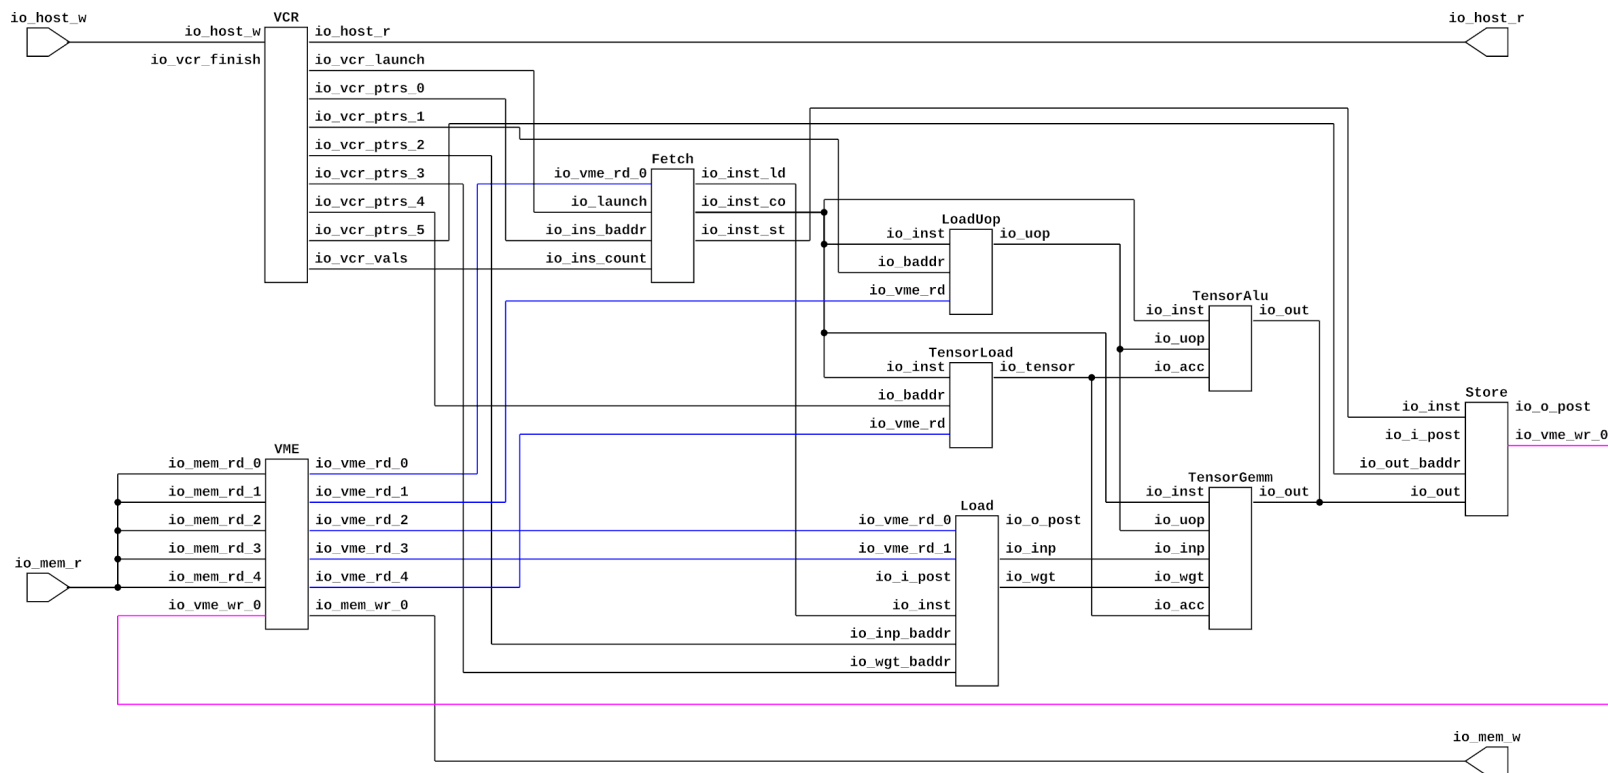 io_host_w
VCR
io_host_w
io_vcr_finish
io_host_r
io_vcr_launch
io_vcr_ptrs_0
io_vcr_ptrs_1
io_vcr_ptrs_2
io_vcr_ptrs_3
io_vcr_ptrs_4
io_vcr_ptrs_5
io_vcr_vals
io_host_r
Fetch
io_vme_rd_0
io_launch
io_ins_baddr
io_ins_count
io_inst_ld
io_inst_co
io_inst_st
LoadUop
io_inst
io_baddr
io_vme_rd
io_uop
TensorAlu
io_inst
io_uop
io_acc
io_out
TensorLoad
io_inst
io_baddr
io_vme_rd
io_tensor
Store
io_inst
io_i_post
io_out_baddr
io_out
io_o_post
io_vme_wr_0
VME
io_mem_rd_0
io_mem_rd_1
io_mem_rd_2
io_mem_rd_3
io_mem_rd_4
io_vme_wr_0
io_vme_rd_0
io_vme_rd_1
io_vme_rd_2
io_vme_rd_3
io_vme_rd_4
io_mem_wr_0
io_mem_r
TensorGemm
io_inst
io_uop
io_inp
io_wgt
io_acc
io_out
Load
io_vme_rd_0
io_vme_rd_1
io_i_post
io_inst
io_inp_baddr
io_wgt_baddr
io_o_post
io_inp
io_wgt
io_mem_w